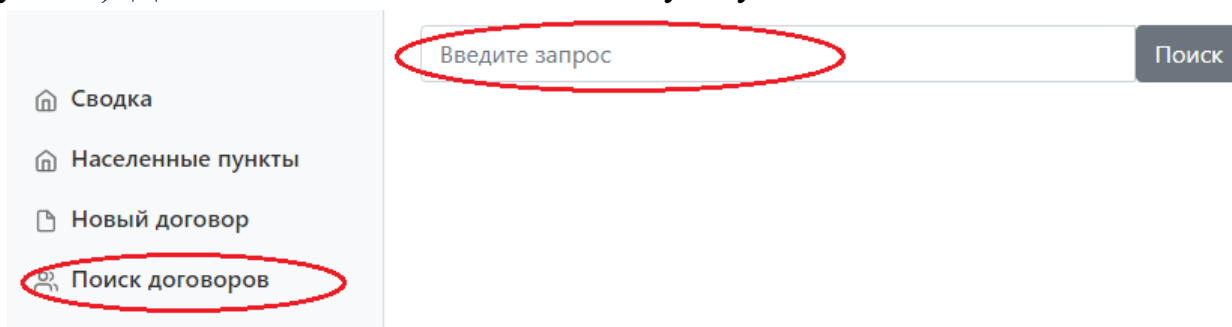 Введите запрос
Поиск
Сводка
Населенные пункты
Новый договор
Поиск договоров